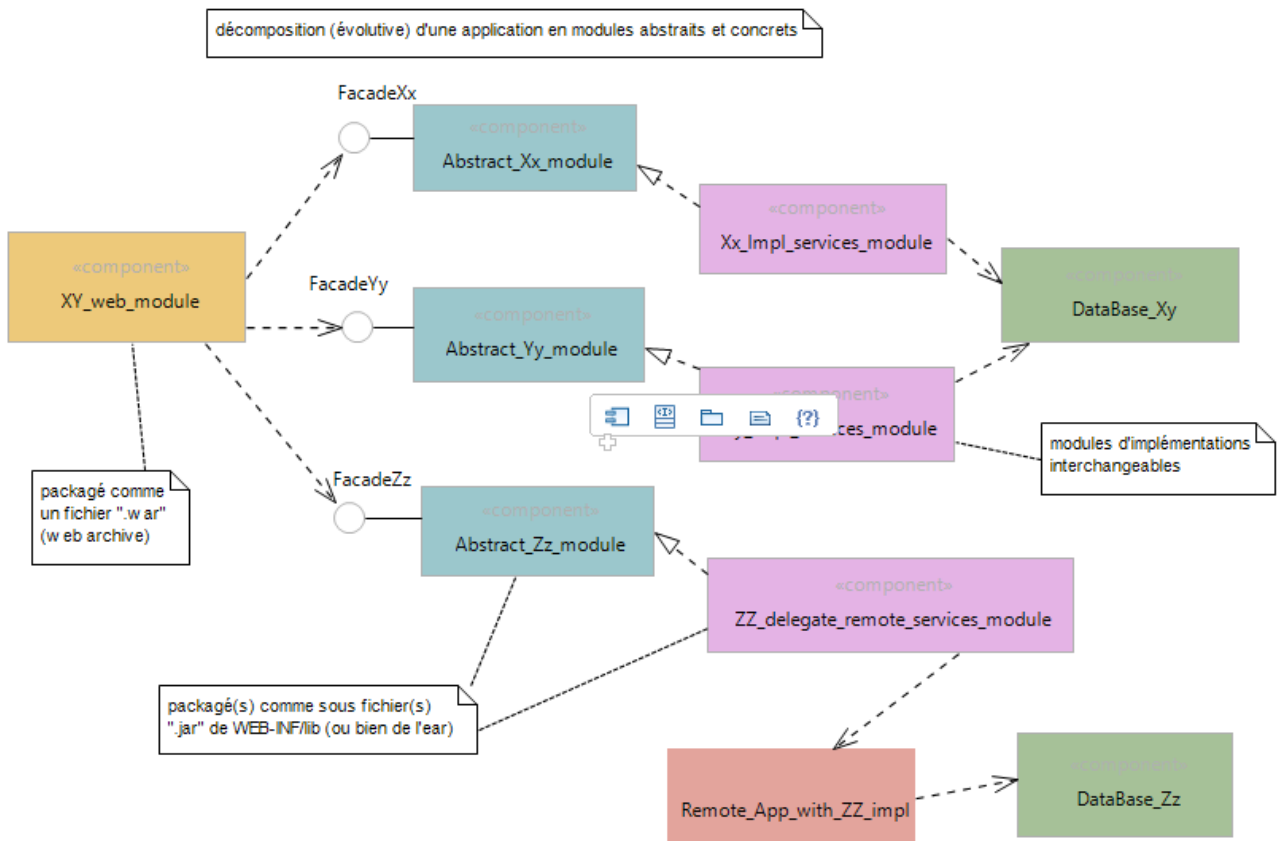 décomposition (évolutive) d'une application en modules abstraits et concrets
FacadeXx
«component»
Abstract_Xx_module
«component»
Xx_Impl_services_module
«component»
XY_web_module
FacadeYy
«component»
Abstract_Yy_module
«component»
DataBase_Xy
«component»
{?}
modules d'implémentations
interchangeables
packagé comme
un fichier ".war"
(web archive)
FacadeZz
«component»
Abstract_Zz_module
«component»
ZZ_delegate_remote_services_module
packagé(s) comme sous fichier(s)
".jar" de WEB-INF/lib (ou bien de l'ear)
Remote_App_with_ZZ_impl
«component»
DataBase_Zz